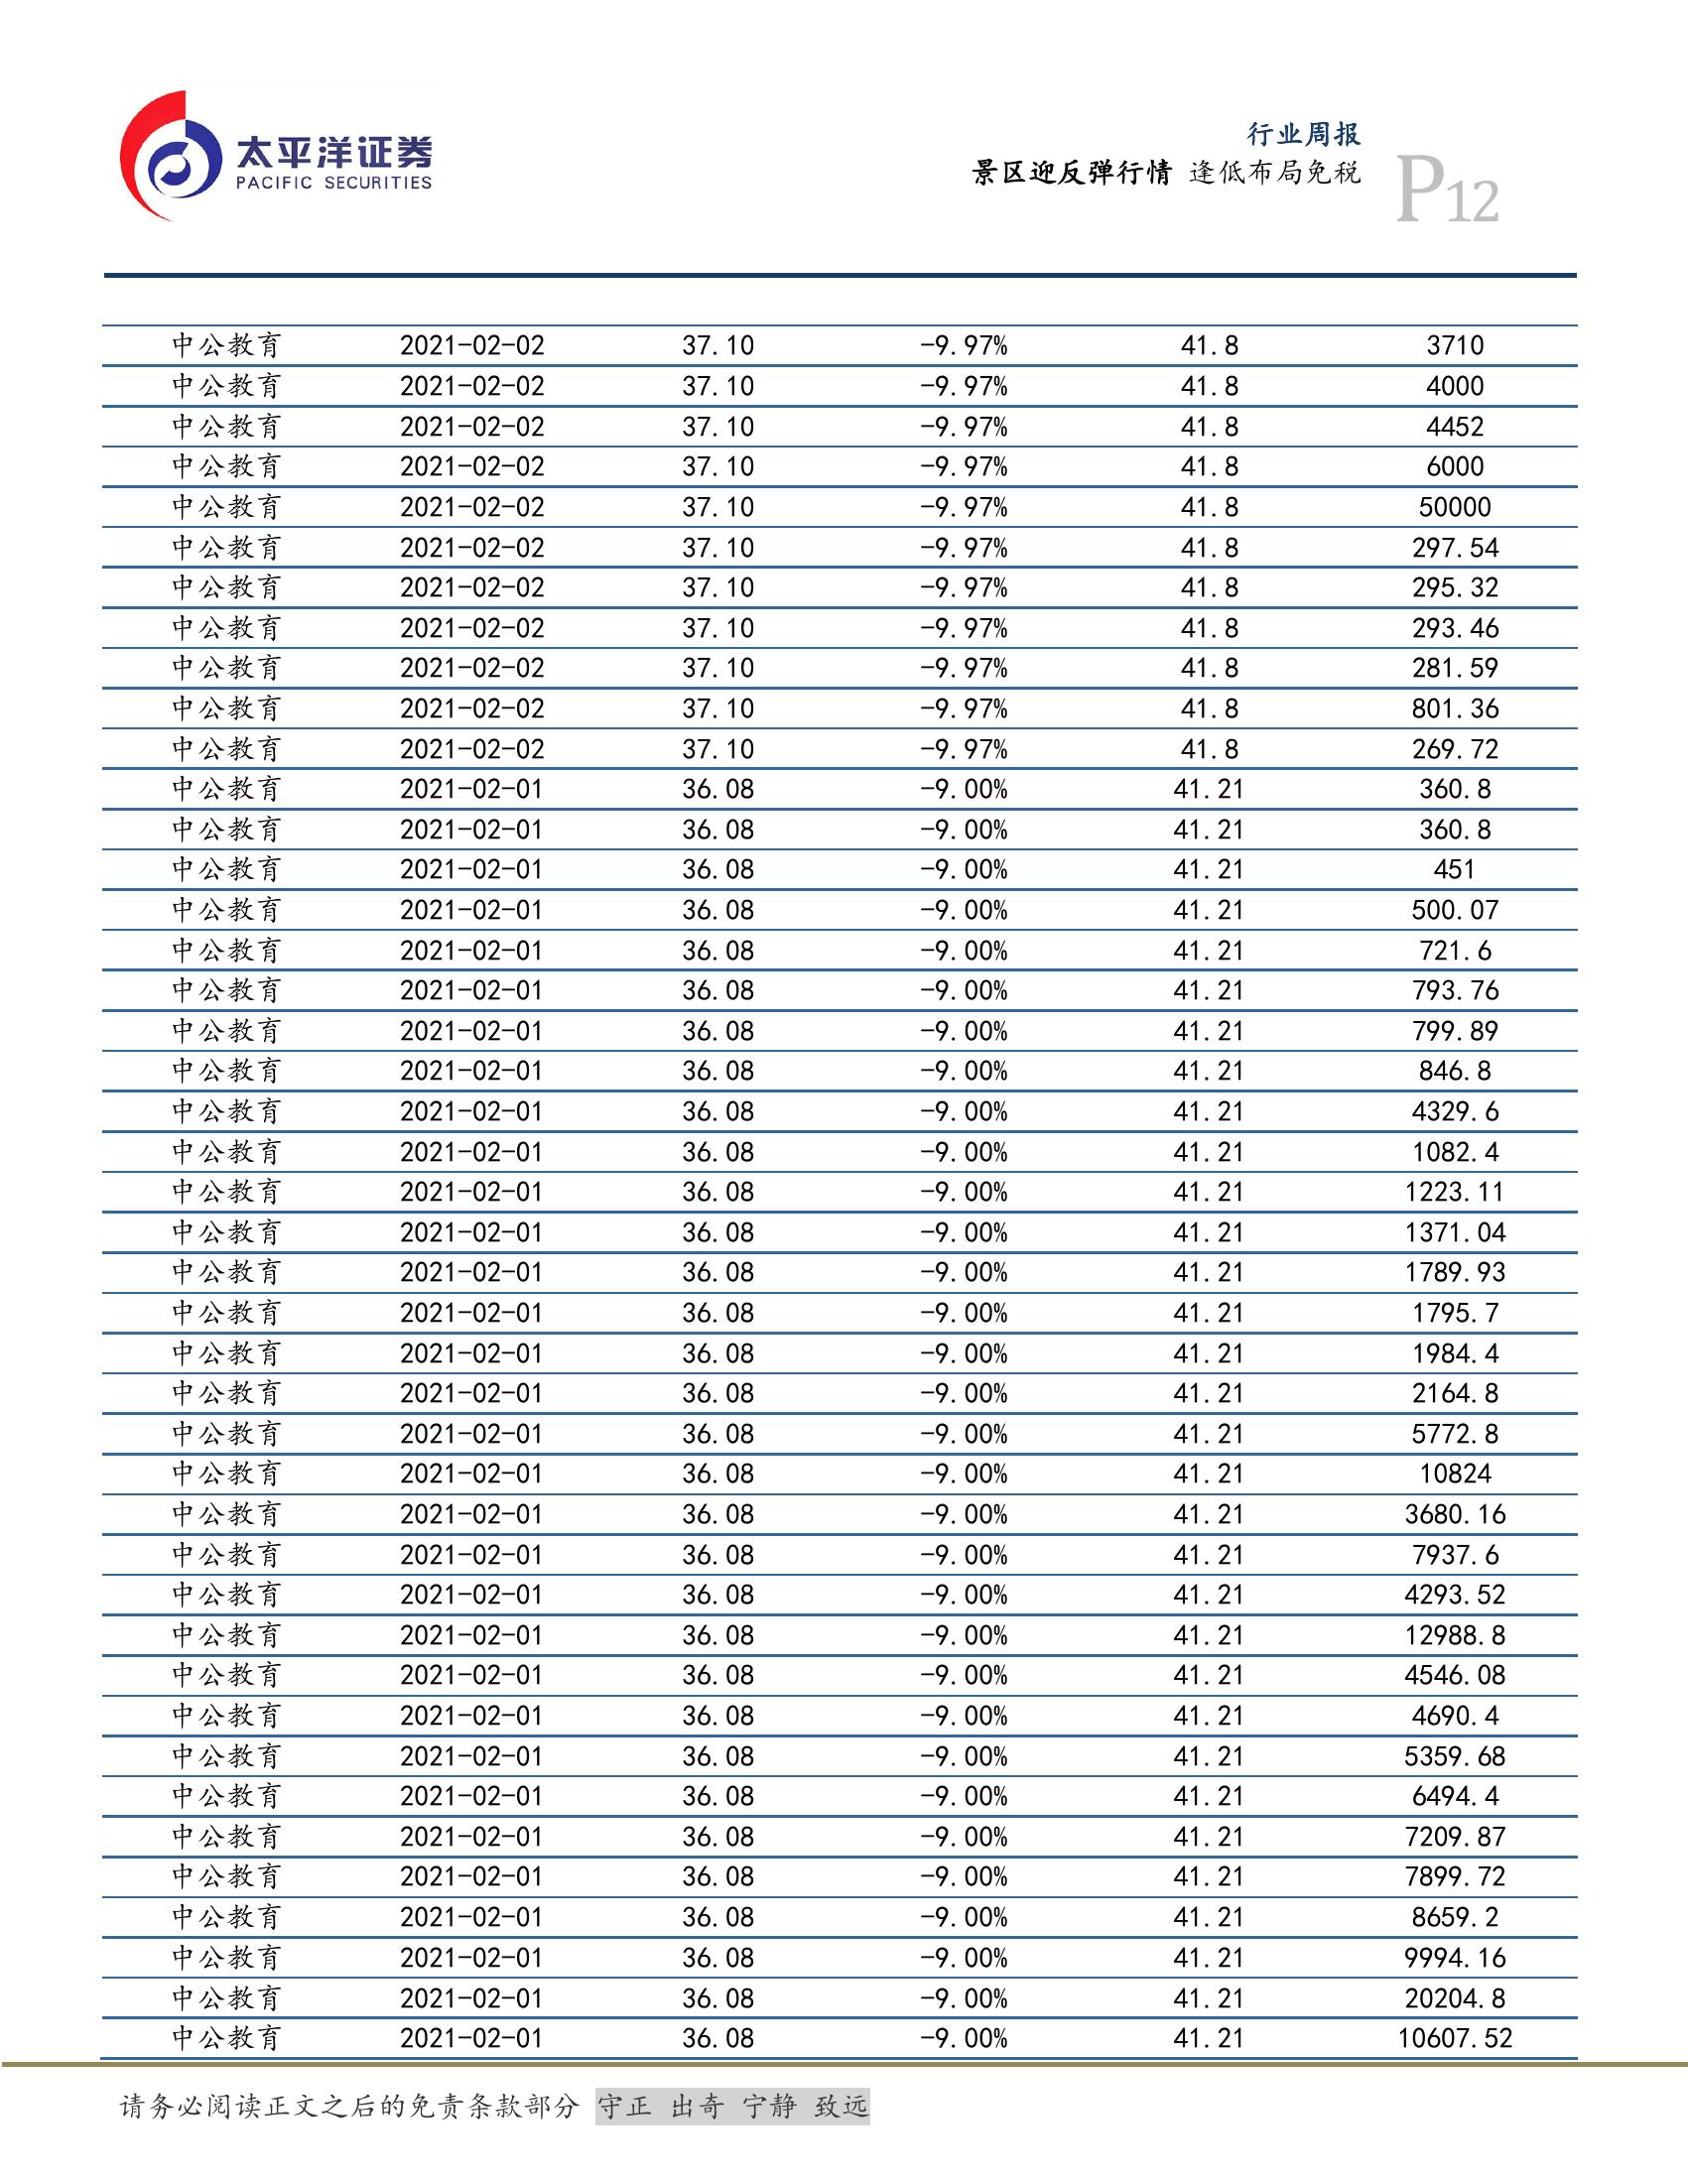 太平洋证券
PACIFIC SECURITIES
行业周报
景区迎反弹行情 逢低布局免税
P12
中公教育 2021-02-02 37.10 -9.97% 41.8 3710
中公教育 2021-02-02 37.10 -9.97% 41.8 4000
中公教育 2021-02-02 37.10 -9.97% 41.8 4452
中公教育 2021-02-02 37.10 -9.97% 41.8 6000
中公教育 2021-02-02 37.10 -9.97% 41.8 50000
中公教育 2021-02-02 37.10 -9.97% 41.8 297.54
中公教育 2021-02-02 37.10 -9.97% 41.8 295.32
中公教育 2021-02-02 37.10 -9.97% 41.8 293.46
中公教育 2021-02-02 37.10 -9.97% 41.8 281.59
中公教育 2021-02-02 37.10 -9.97% 41.8 801.36
中公教育 2021-02-02 37.10 -9.97% 41.8 269.72
中公教育 2021-02-01 36.08 -9.00% 41.21 360.8
中公教育 2021-02-01 36.08 -9.00% 41.21 360.8
中公教育 2021-02-01 36.08 -9.00% 41.21 451
中公教育 2021-02-01 36.08 -9.00% 41.21 500.07
中公教育 2021-02-01 36.08 -9.00% 41.21 721.6
中公教育 2021-02-01 36.08 -9.00% 41.21 793.76
中公教育 2021-02-01 36.08 -9.00% 41.21 799.89
中公教育 2021-02-01 36.08 -9.00% 41.21 846.8
中公教育 2021-02-01 36.08 -9.00% 41.21 4329.6
中公教育 2021-02-01 36.08 -9.00% 41.21 1082.4
中公教育 2021-02-01 36.08 -9.00% 41.21 1223.11
中公教育 2021-02-01 36.08 -9.00% 41.21 1371.04
中公教育 2021-02-01 36.08 -9.00% 41.21 1789.93
中公教育 2021-02-01 36.08 -9.00% 41.21 1795.7
中公教育 2021-02-01 36.08 -9.00% 41.21 1984.4
中公教育 2021-02-01 36.08 -9.00% 41.21 2164.8
中公教育 2021-02-01 36.08 -9.00% 41.21 5772.8
中公教育 2021-02-01 36.08 -9.00% 41.21 10824
中公教育 2021-02-01 36.08 -9.00% 41.21 3680.16
中公教育 2021-02-01 36.08 -9.00% 41.21 7937.6
中公教育 2021-02-01 36.08 -9.00% 41.21 4293.52
中公教育 2021-02-01 36.08 -9.00% 41.21 12988.8
中公教育 2021-02-01 36.08 -9.00% 41.21 4546.08
中公教育 2021-02-01 36.08 -9.00% 41.21 4690.4
中公教育 2021-02-01 36.08 -9.00% 41.21 5359.68
中公教育 2021-02-01 36.08 -9.00% 41.21 6494.4
中公教育 2021-02-01 36.08 -9.00% 41.21 7209.87
中公教育 2021-02-01 36.08 -9.00% 41.21 7899.72
中公教育 2021-02-01 36.08 -9.00% 41.21 8659.2
中公教育 2021-02-01 36.08 -9.00% 41.21 9994.16
中公教育 2021-02-01 36.08 -9.00% 41.21 20204.8
中公教育 2021-02-01 36.08 -9.00% 41.21 10607.52
请务必阅读正文之后的免责条款部分 守正 出奇 宁静 致远